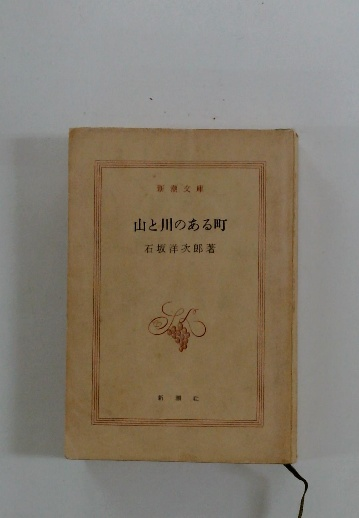 新潮文庫
山と川のある町
石坂洋次郎著
新潮社